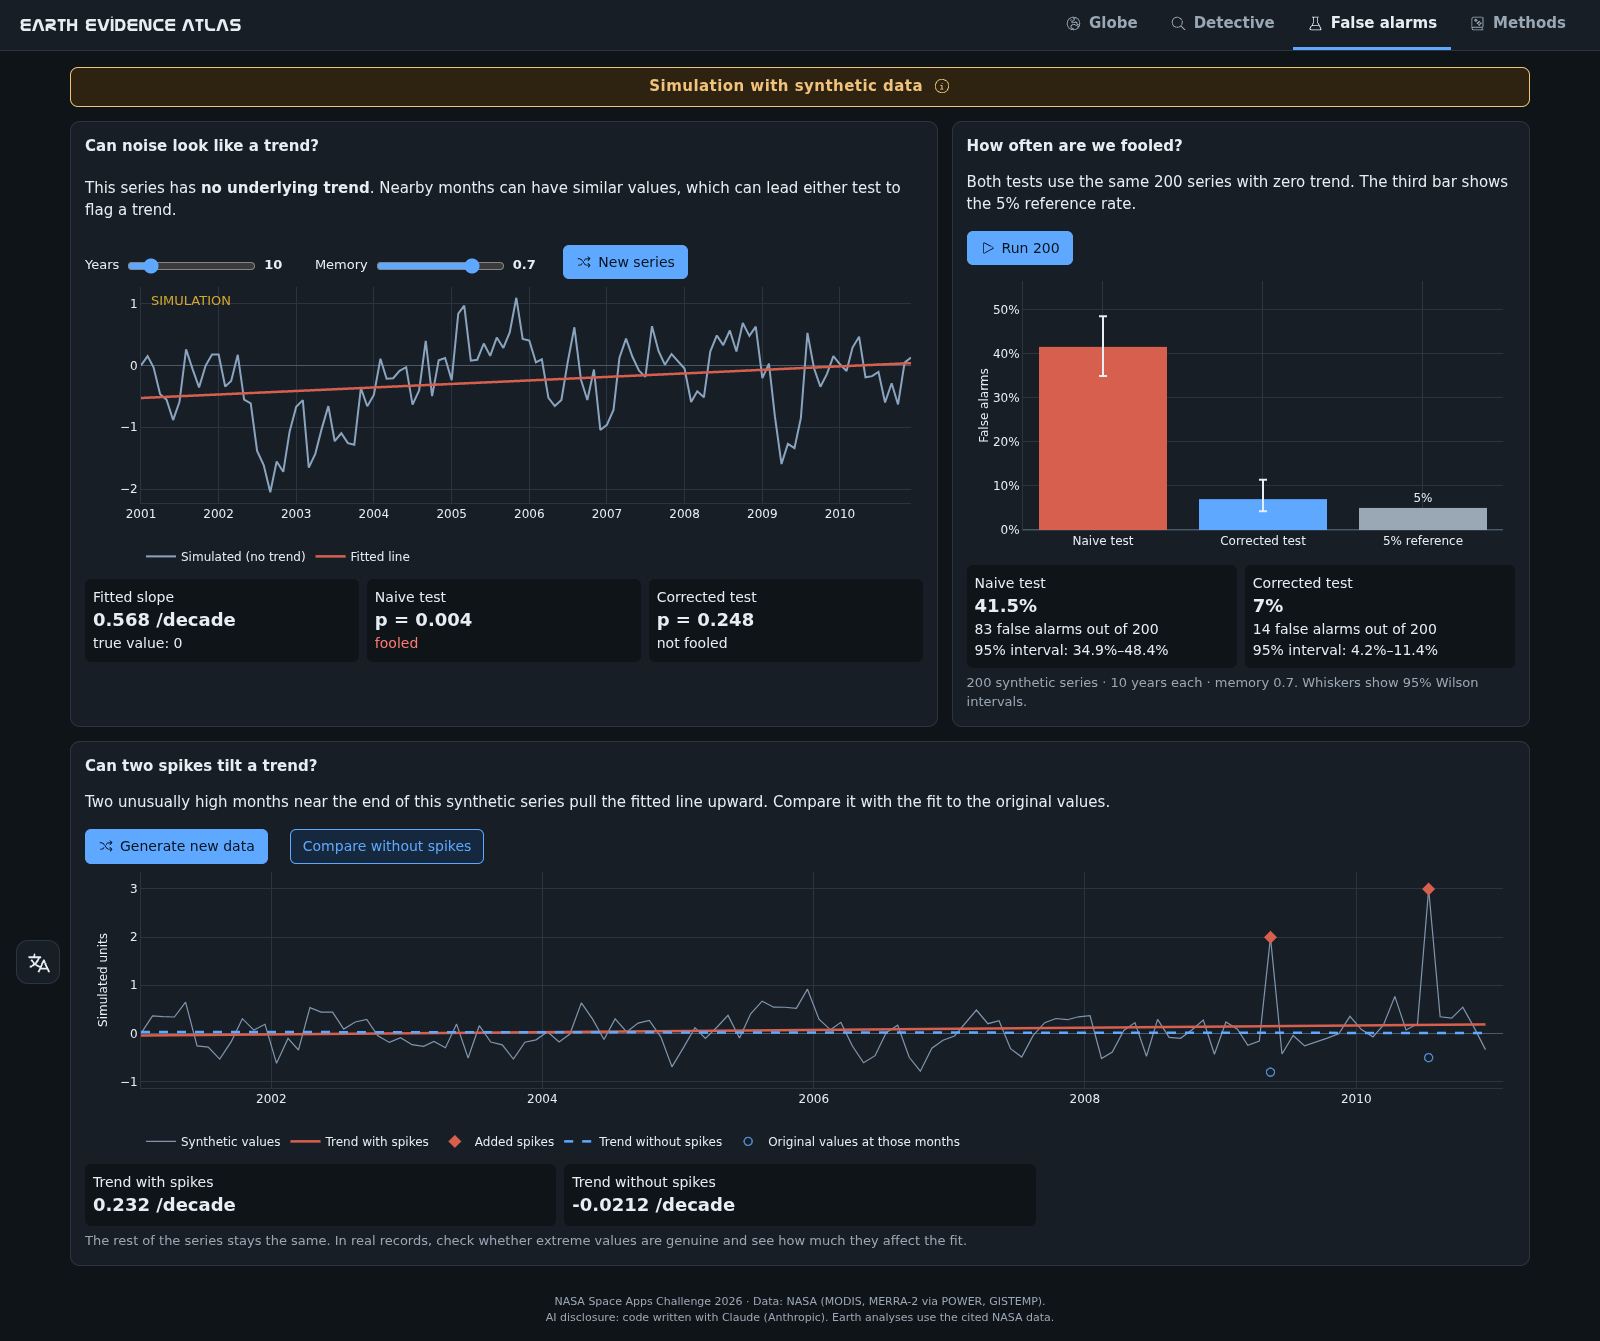 EARTH EVIDENCE ATLAS
Globe
Detective
False alarms
Methods
Simulation with synthetic data
Can noise look like a trend?
This series has no underlying trend. Nearby months can have similar values, which can lead either test to
flag a trend.
Years
10
Memory
0.7
New series
SIMULATION
1
0
−1
−2
2001 2002 2003 2004 2005 2006 2007 2008 2009 2010
Simulated (no trend)
Fitted line
Fitted slope
0.568 /decade
true value: 0
Naive test
p = 0.004
fooled
Corrected test
p = 0.248
not fooled
How often are we fooled?
Both tests use the same 200 series with zero trend. The third bar shows
the 5% reference rate.
Run 200
False alarms
50%
40%
30%
20%
10%
0%
5%
Naive test
Corrected test
5% reference
Naive test
41.5%
83 false alarms out of 200
95% interval: 34.9%–48.4%
Corrected test
7%
14 false alarms out of 200
95% interval: 4.2%–11.4%
200 synthetic series · 10 years each · memory 0.7. Whiskers show 95% Wilson
intervals.
Can two spikes tilt a trend?
Two unusually high months near the end of this synthetic series pull the fitted line upward. Compare it with the fit to the original values.
Generate new data
Compare without spikes
Simulated units
3
2
1
0
−1
2002 2004 2006 2008 2010
Synthetic values
Trend with spikes
Added spikes
Trend without spikes
Original values at those months
Trend with spikes
0.232 /decade
Trend without spikes
-0.0212 /decade
The rest of the series stays the same. In real records, check whether extreme values are genuine and see how much they affect the fit.
NASA Space Apps Challenge 2026 · Data: NASA (MODIS, MERRA-2 via POWER, GISTEMP).
AI disclosure: code written with Claude (Anthropic). Earth analyses use the cited NASA data.